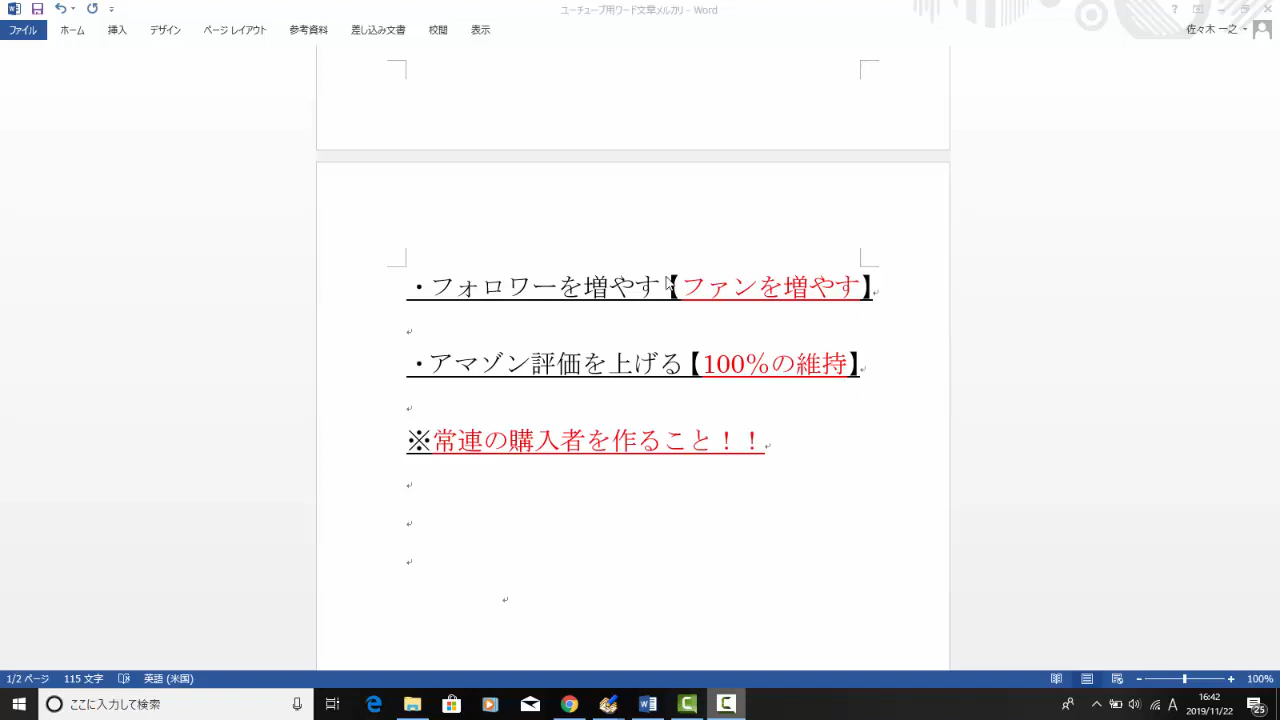 ユーチューブ用ワード文章メルカリ - Word
ファイル ホーム 挿入 デザイン ページ レイアウト 参考資料 差し込み文書 校閲 表示 佐々木 一之
・フォロワーを増やす【ファンを増やす】
・アマゾン評価を上げる【100%の維持】
※常連の購入者を作ること！！
1/2 ページ 115 文字 英語 (米国) 100%
ここに入力して検索
A 16:42
2019/11/22
25